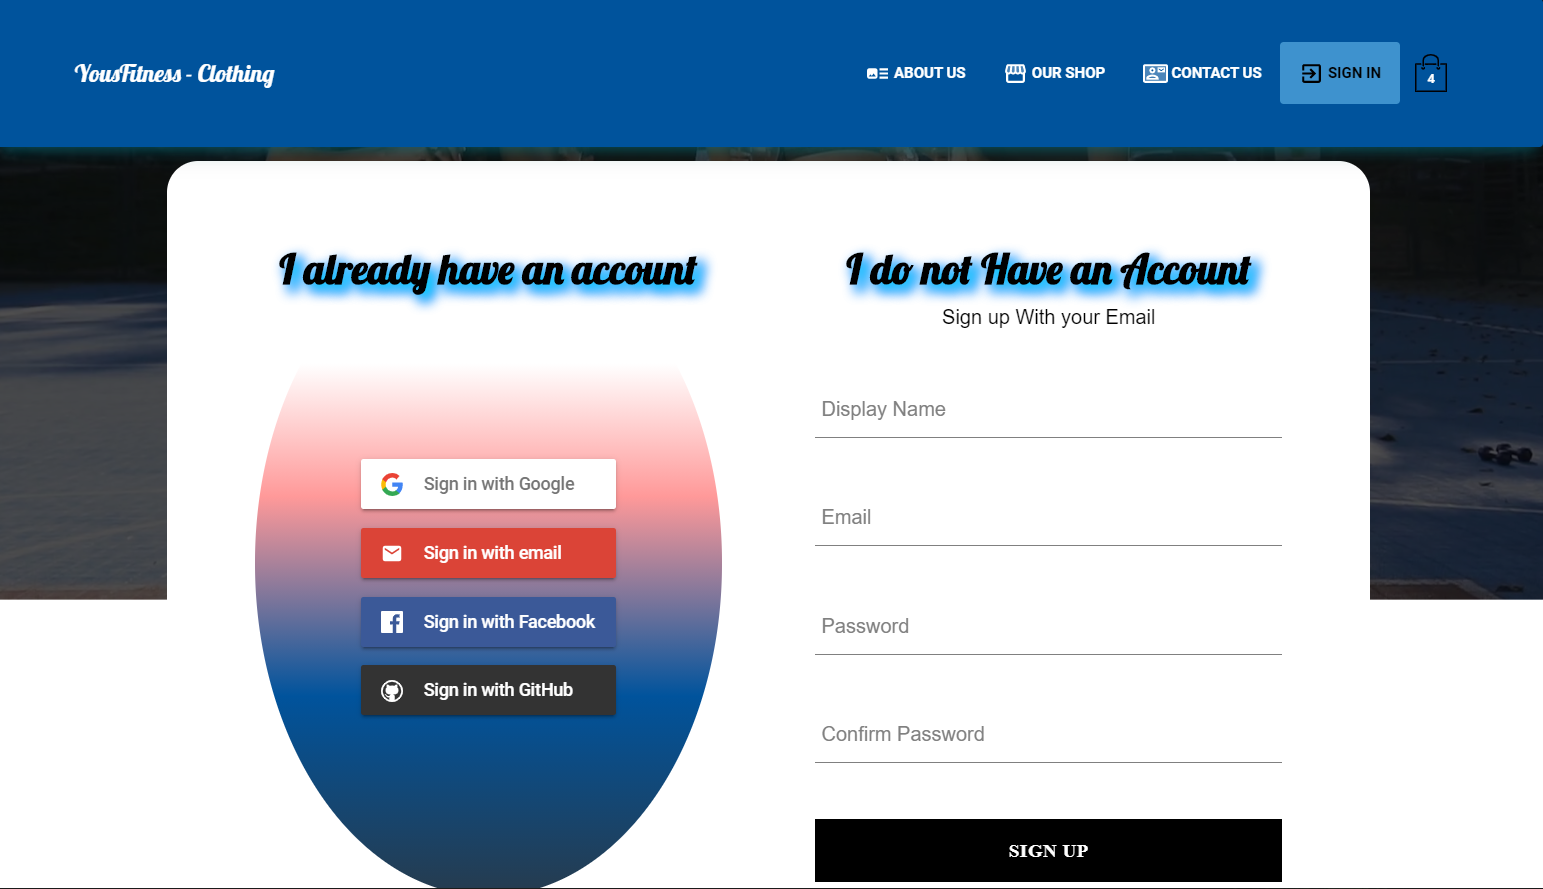 YousFitness - Clothing
ABOUT US
OUR SHOP
CONTACT US
SIGN IN
4
I already have an account
Sign in with Google
Sign in with email
Sign in with Facebook
Sign in with GitHub
I do not Have an Account
Sign up With your Email
Display Name
Email
Password
Confirm Password
SIGN UP